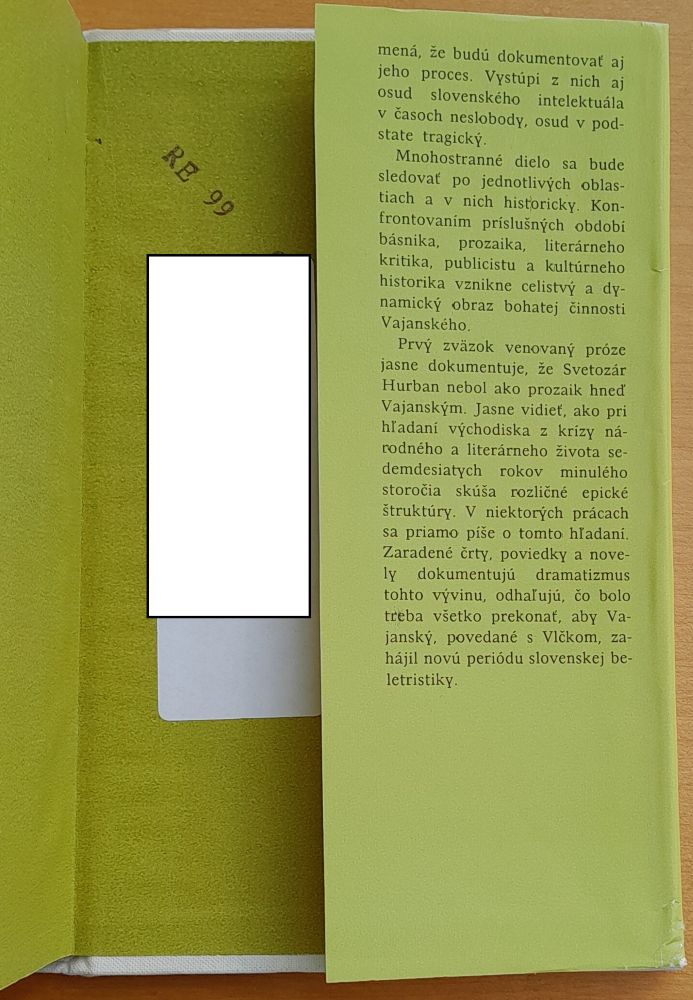 RE 99
mená, že budú dokumentovať aj
jeho proces. Vystúpi z nich aj
osud slovenského intelektuála
v časoch neslobody, osud v pod-
state tragický.
Mnohostranné dielo sa bude
sledovať po jednotlivých oblas-
tiach a v nich historicky. Kon-
frontovaním príslušných období
básnika, prozaika, literárneho
kritika, publicistu a kultúrneho
historika vznikne celistvý a dy-
namický obraz bohatej činnosti
Vajanského.
Prvý zväzok venovaný próze
jasne dokumentuje, že Svetozár
Hurban nebol ako prozaik hneď
Vajanským. Jasne vidieť, ako pri
hľadaní východiska z krízy ná-
rodného a literárneho života se-
demdesiatych rokov minulého
storočia skúša rozličné epické
štruktúry. V niektorých prácach
sa priamo píše o tomto hľadaní.
Zaradené črty, poviedky a nove-
ly dokumentujú dramatizmus
tohto vývinu, odhaľujú, čo bolo
treba všetko prekonať, aby Va-
janský, povedané s Vlčkom, za-
hájil novú periódu slovenskej be-
letristiky.